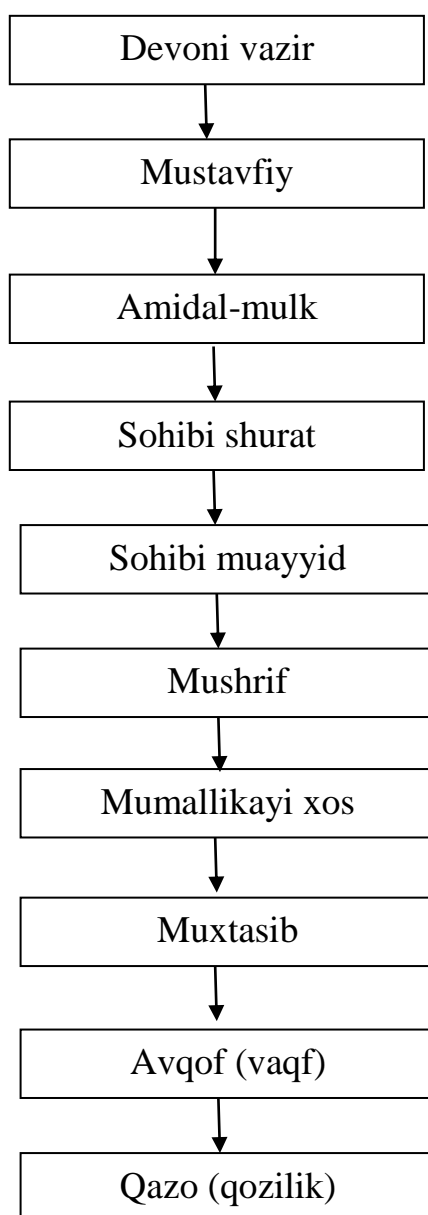 Devoni vazir
Mustavfiy
Amidal-mulk
Sohibi shurat
Sohibi muayyid
Mushrif
Mumallikayi xos
Muxtasib
Avqof (vaqf)
Qazo (qozilik)